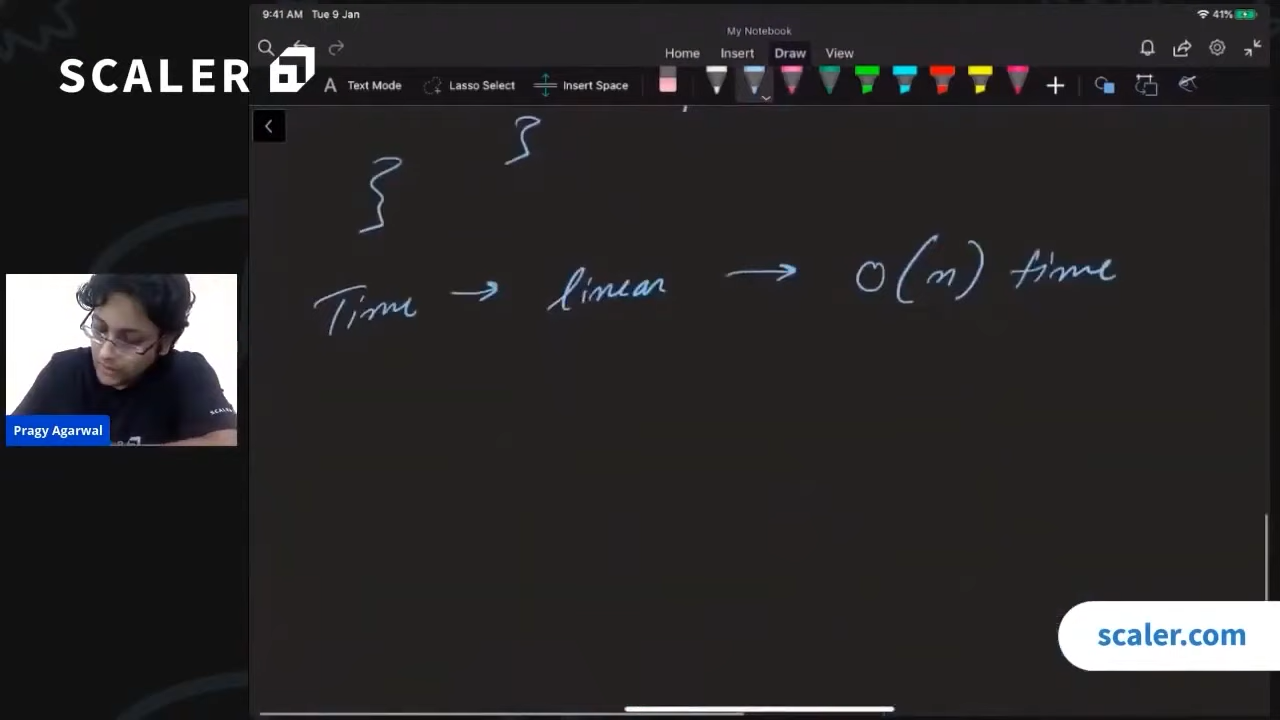 9:41 AM Tue 9 Jan
41%
My Notebook
Home Insert Draw View
SCALER
A Text Mode Lasso Select Insert Space
}
}
Time → linear → O(n) time
Pragy Agarwal
scaler.com